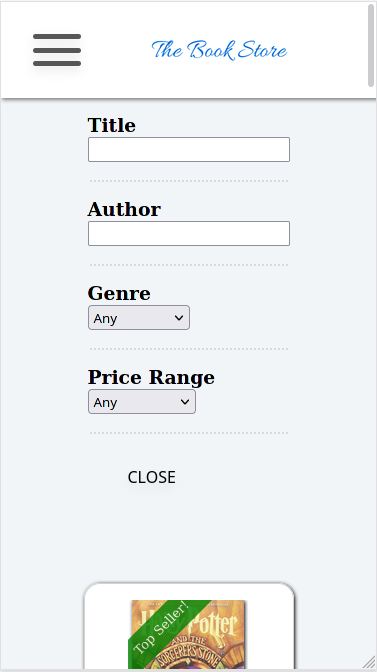 The Book Store
Title
Author
Genre
Any
Price Range
Any
CLOSE
Top Seller!
Harry Potter
AND THE
SORCERER'S STONE